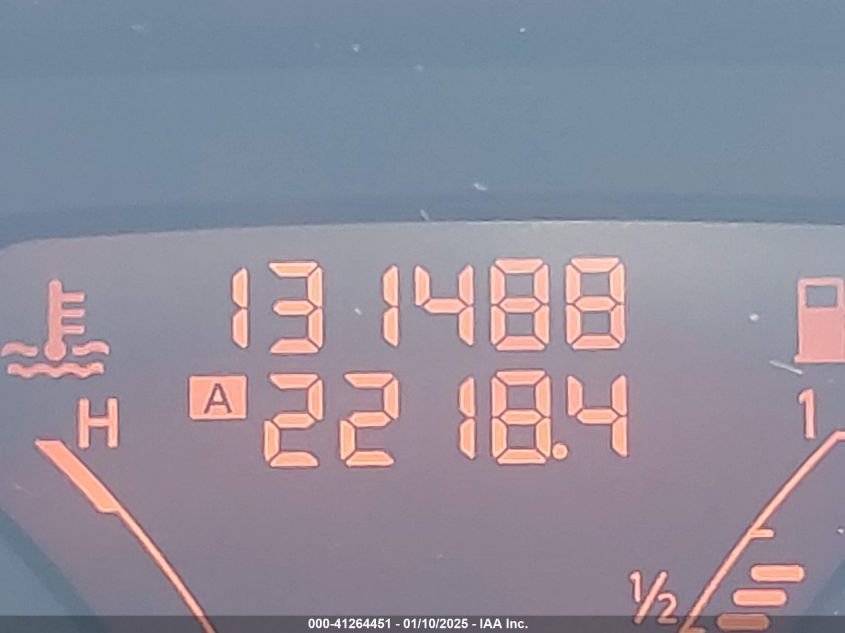 131488
A 2218.4
H
1
1/2
000-41264451 - 01/10/2025 - IAA Inc.